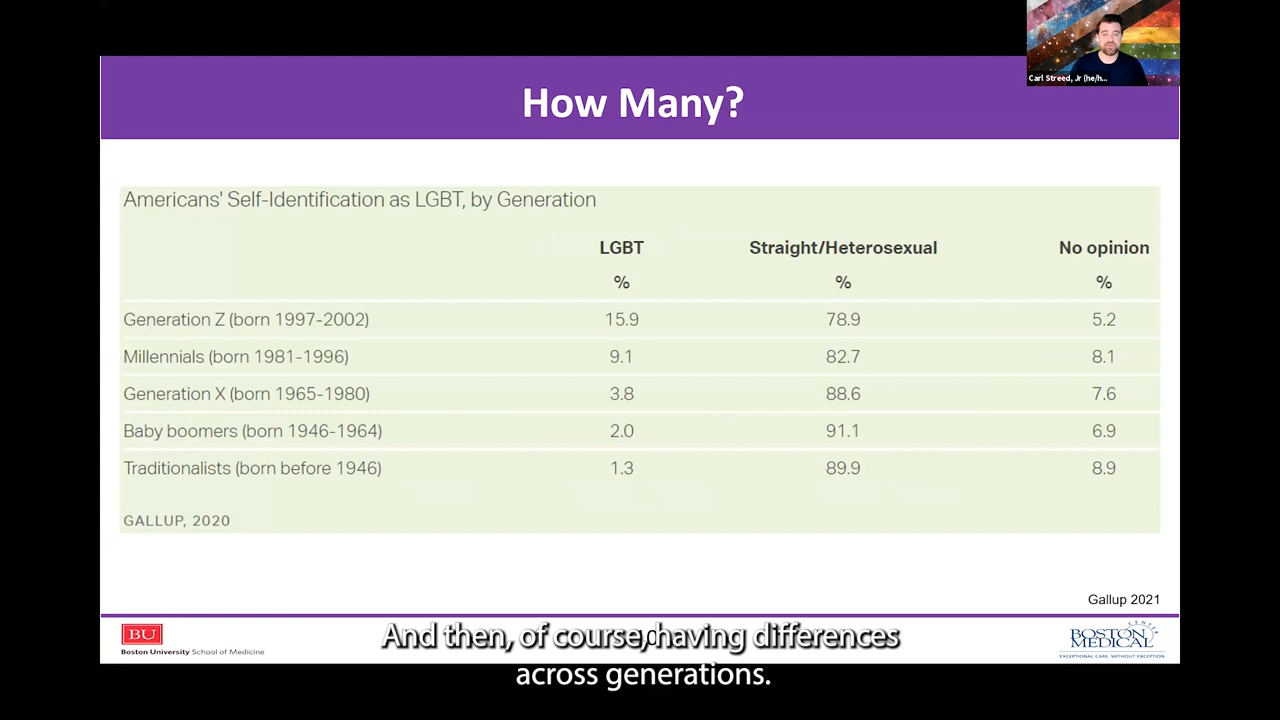 Carl Streed, Jr (he/h...
How Many?
Americans' Self-Identification as LGBT, by Generation
LGBT Straight/Heterosexual No opinion
% % %
Generation Z (born 1997-2002) 15.9 78.9 5.2
Millennials (born 1981-1996) 9.1 82.7 8.1
Generation X (born 1965-1980) 3.8 88.6 7.6
Baby boomers (born 1946-1964) 2.0 91.1 6.9
Traditionalists (born before 1946) 1.3 89.9 8.9
GALLUP, 2020
Gallup 2021
BU
Boston University School of Medicine
BOSTON
MEDICAL
CENTER
EXCEPTIONAL CARE. WITHOUT EXCEPTION.
And then, of course, having differences
across generations.